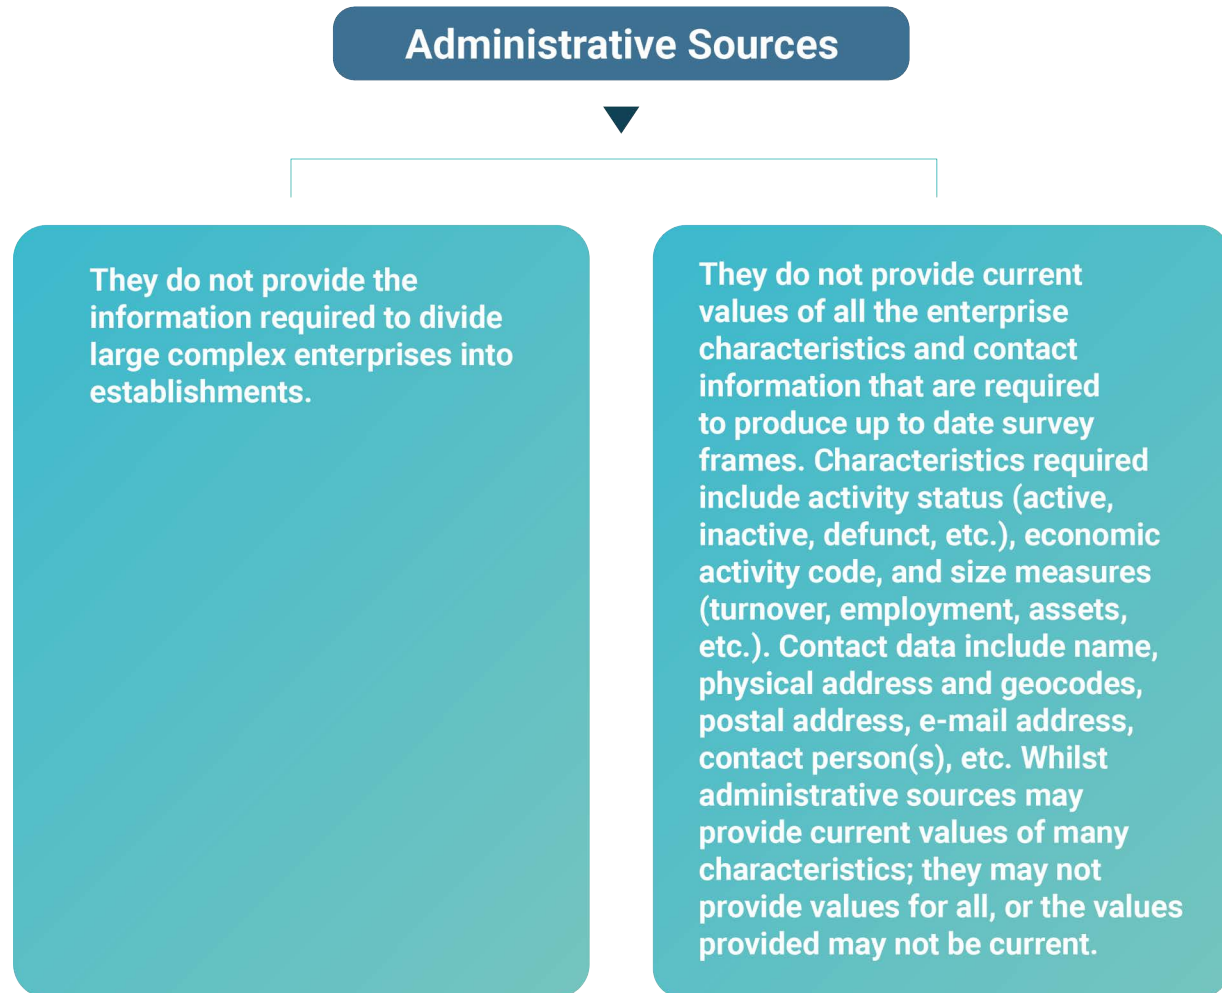 Administrative Sources
They do not provide the
information required to divide
large complex enterprises into
establishments.
They do not provide current
values of all the enterprise
characteristics and contact
information that are required
to produce up to date survey
frames. Characteristics required
include activity status (active,
inactive, defunct, etc.), economic
activity code, and size measures
(turnover, employment, assets,
etc.). Contact data include name,
physical address and geocodes,
postal address, e-mail address,
contact person(s), etc. Whilst
administrative sources may
provide current values of many
characteristics; they may not
provide values for all, or the values
provided may not be current.